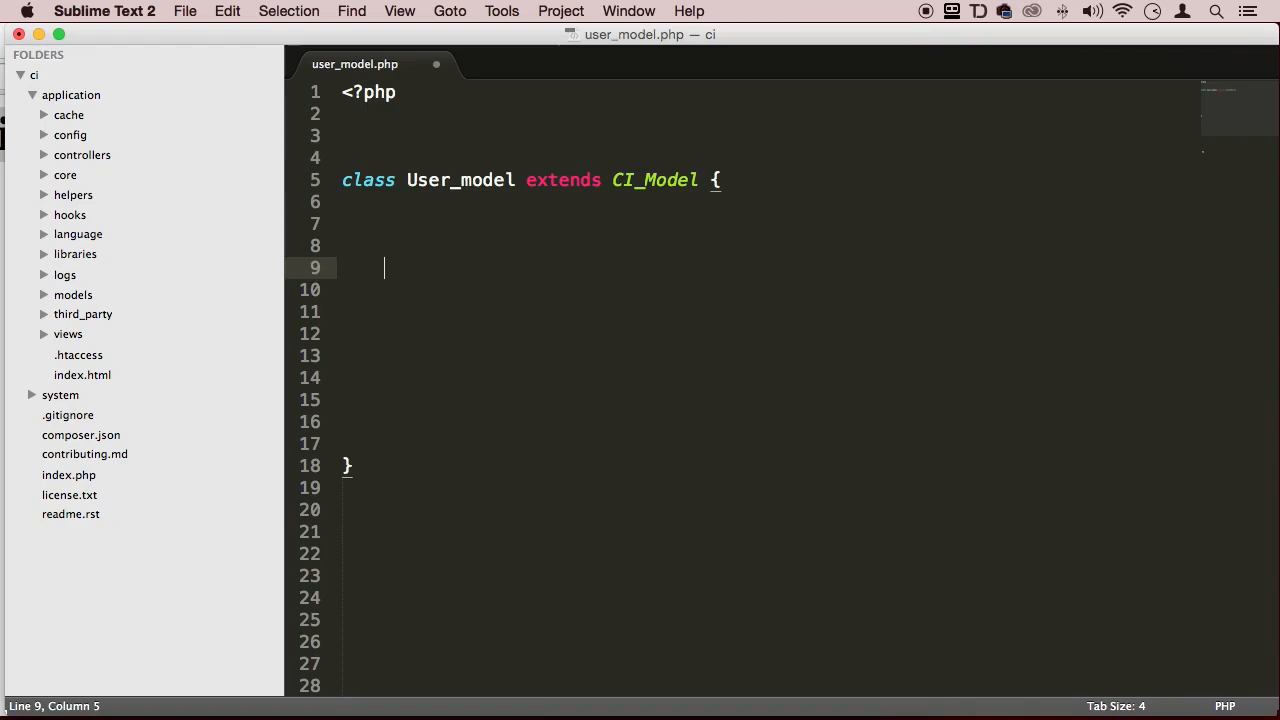 Sublime Text 2 File Edit Selection Find View Goto Tools Project Window Help
user_model.php — ci
FOLDERS
ci
application
cache
config
controllers
core
helpers
hooks
language
libraries
logs
models
third_party
views
.htaccess
index.html
system
.gitignore
composer.json
contributing.md
index.php
license.txt
readme.rst
user_model.php
1 <?php
2
3
4
5 class User_model extends CI_Model {
6
7
8
9
10
11
12
13
14
15
16
17
18 }
19
20
21
22
23
24
25
26
27
28
Line 9, Column 5 Tab Size: 4 PHP